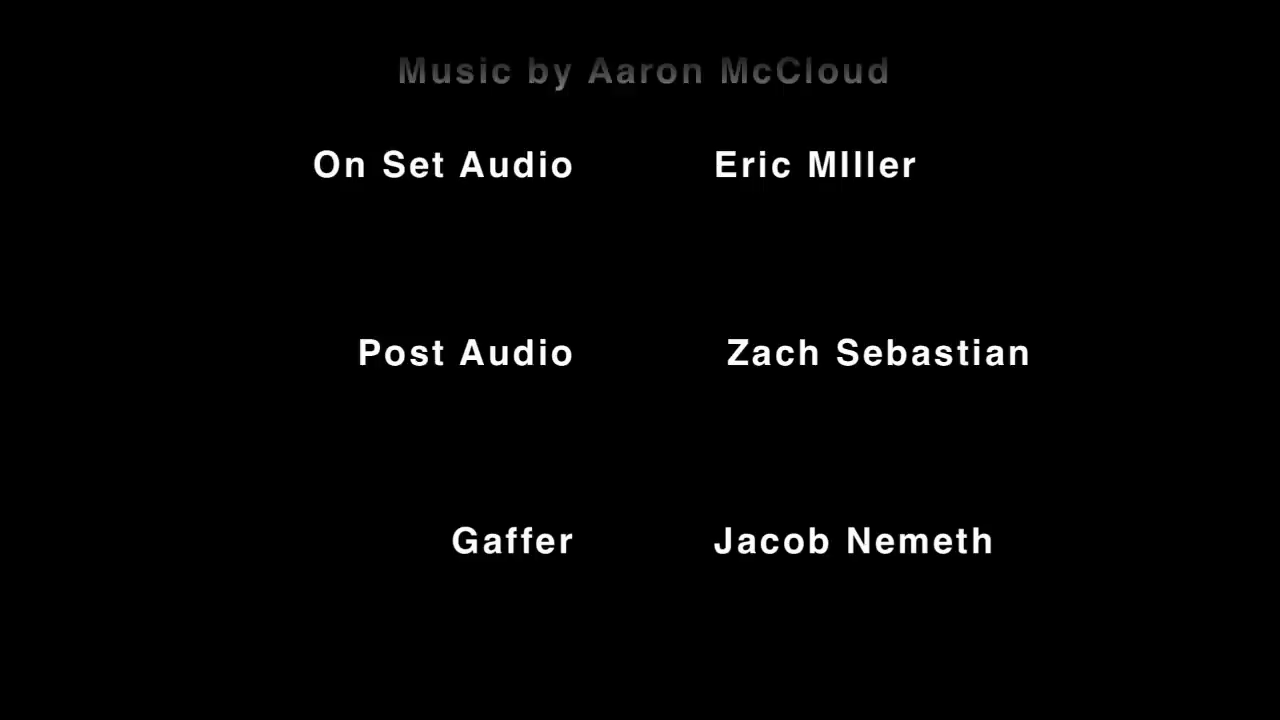 Music by Aaron McCloud
On Set Audio Eric MIller
Post Audio Zach Sebastian
Gaffer Jacob Nemeth